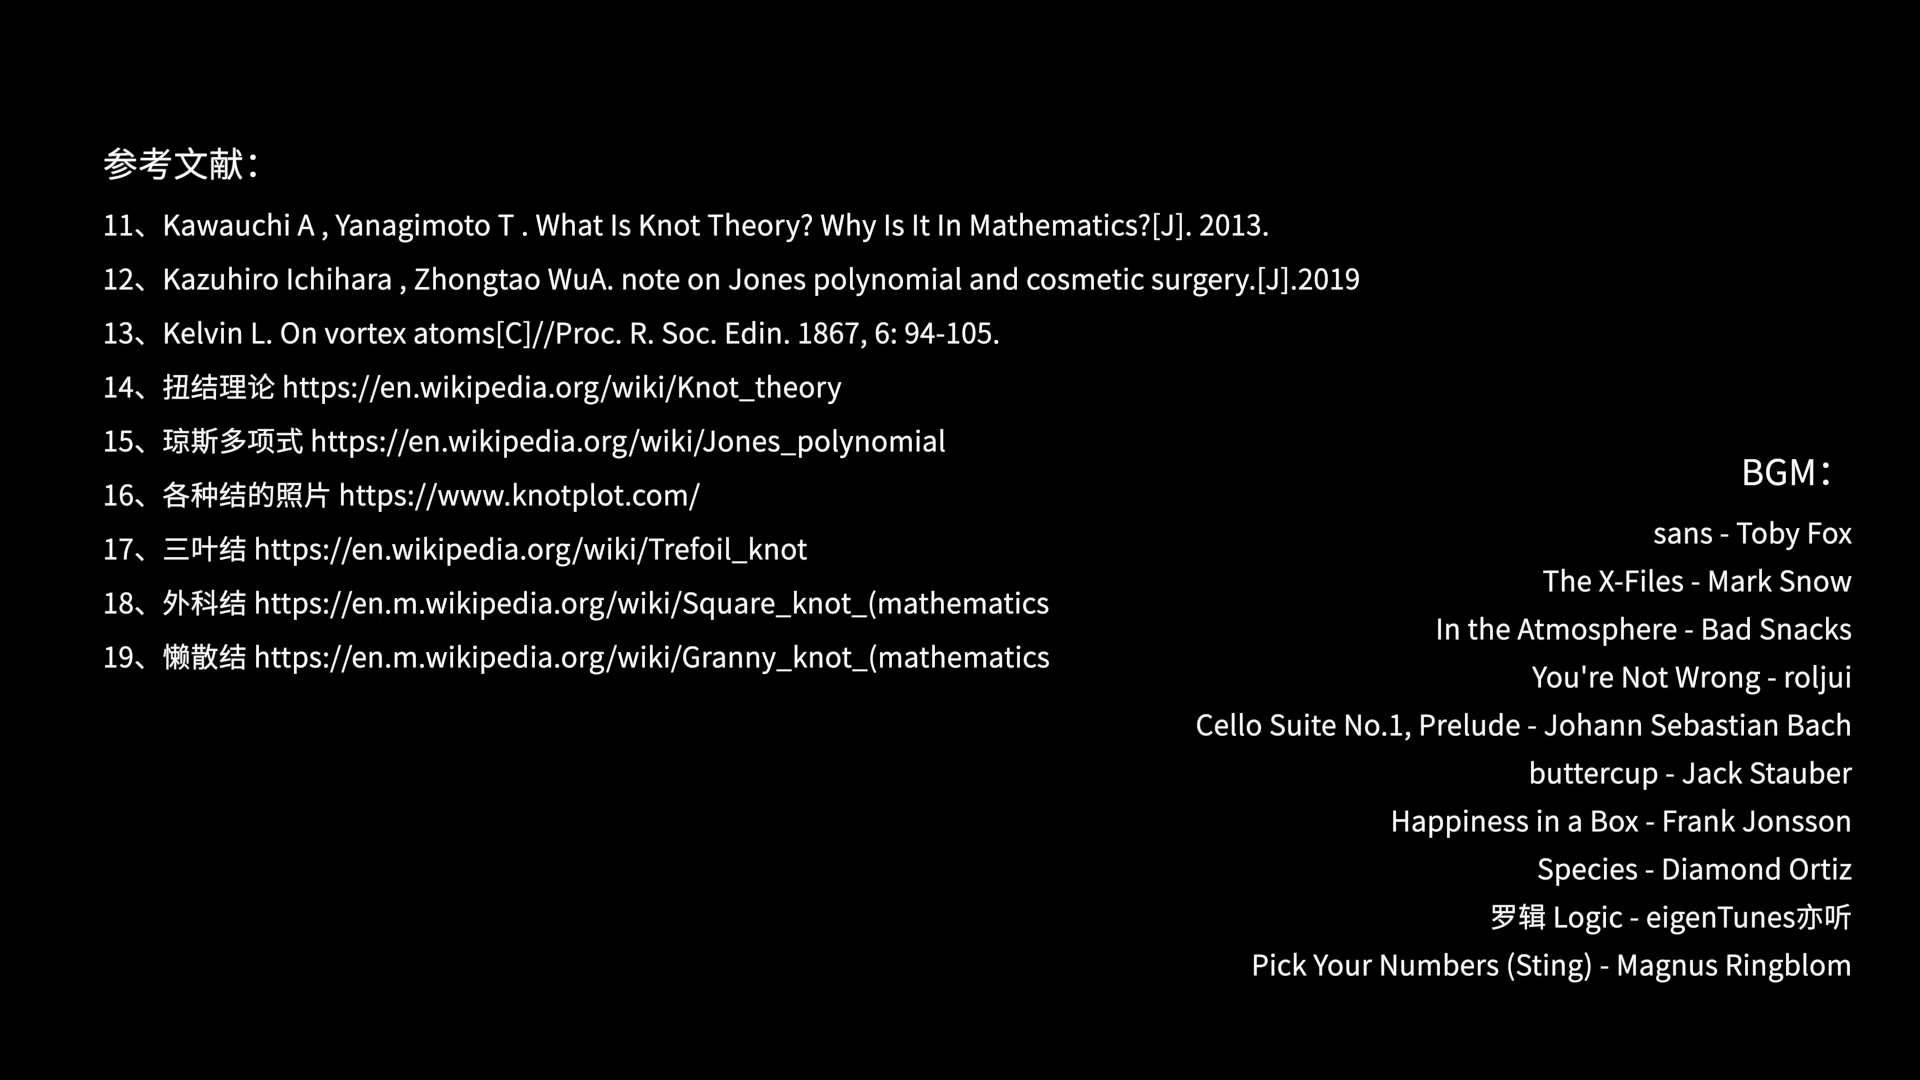 参考文献：
11、Kawauchi A , Yanagimoto T . What Is Knot Theory? Why Is It In Mathematics?[J]. 2013.
12、Kazuhiro Ichihara , Zhongtao WuA. note on Jones polynomial and cosmetic surgery.[J].2019
13、Kelvin L. On vortex atoms[C]//Proc. R. Soc. Edin. 1867, 6: 94-105.
14、扭结理论 https://en.wikipedia.org/wiki/Knot_theory
15、琼斯多项式 https://en.wikipedia.org/wiki/Jones_polynomial
16、各种结的照片 https://www.knotplot.com/
17、三叶结 https://en.wikipedia.org/wiki/Trefoil_knot
18、外科结 https://en.m.wikipedia.org/wiki/Square_knot_(mathematics
19、懒散结 https://en.m.wikipedia.org/wiki/Granny_knot_(mathematics
BGM：
sans - Toby Fox
The X-Files - Mark Snow
In the Atmosphere - Bad Snacks
You're Not Wrong - roljui
Cello Suite No.1, Prelude - Johann Sebastian Bach
buttercup - Jack Stauber
Happiness in a Box - Frank Jonsson
Species - Diamond Ortiz
罗辑 Logic - eigenTunes亦听
Pick Your Numbers (Sting) - Magnus Ringblom